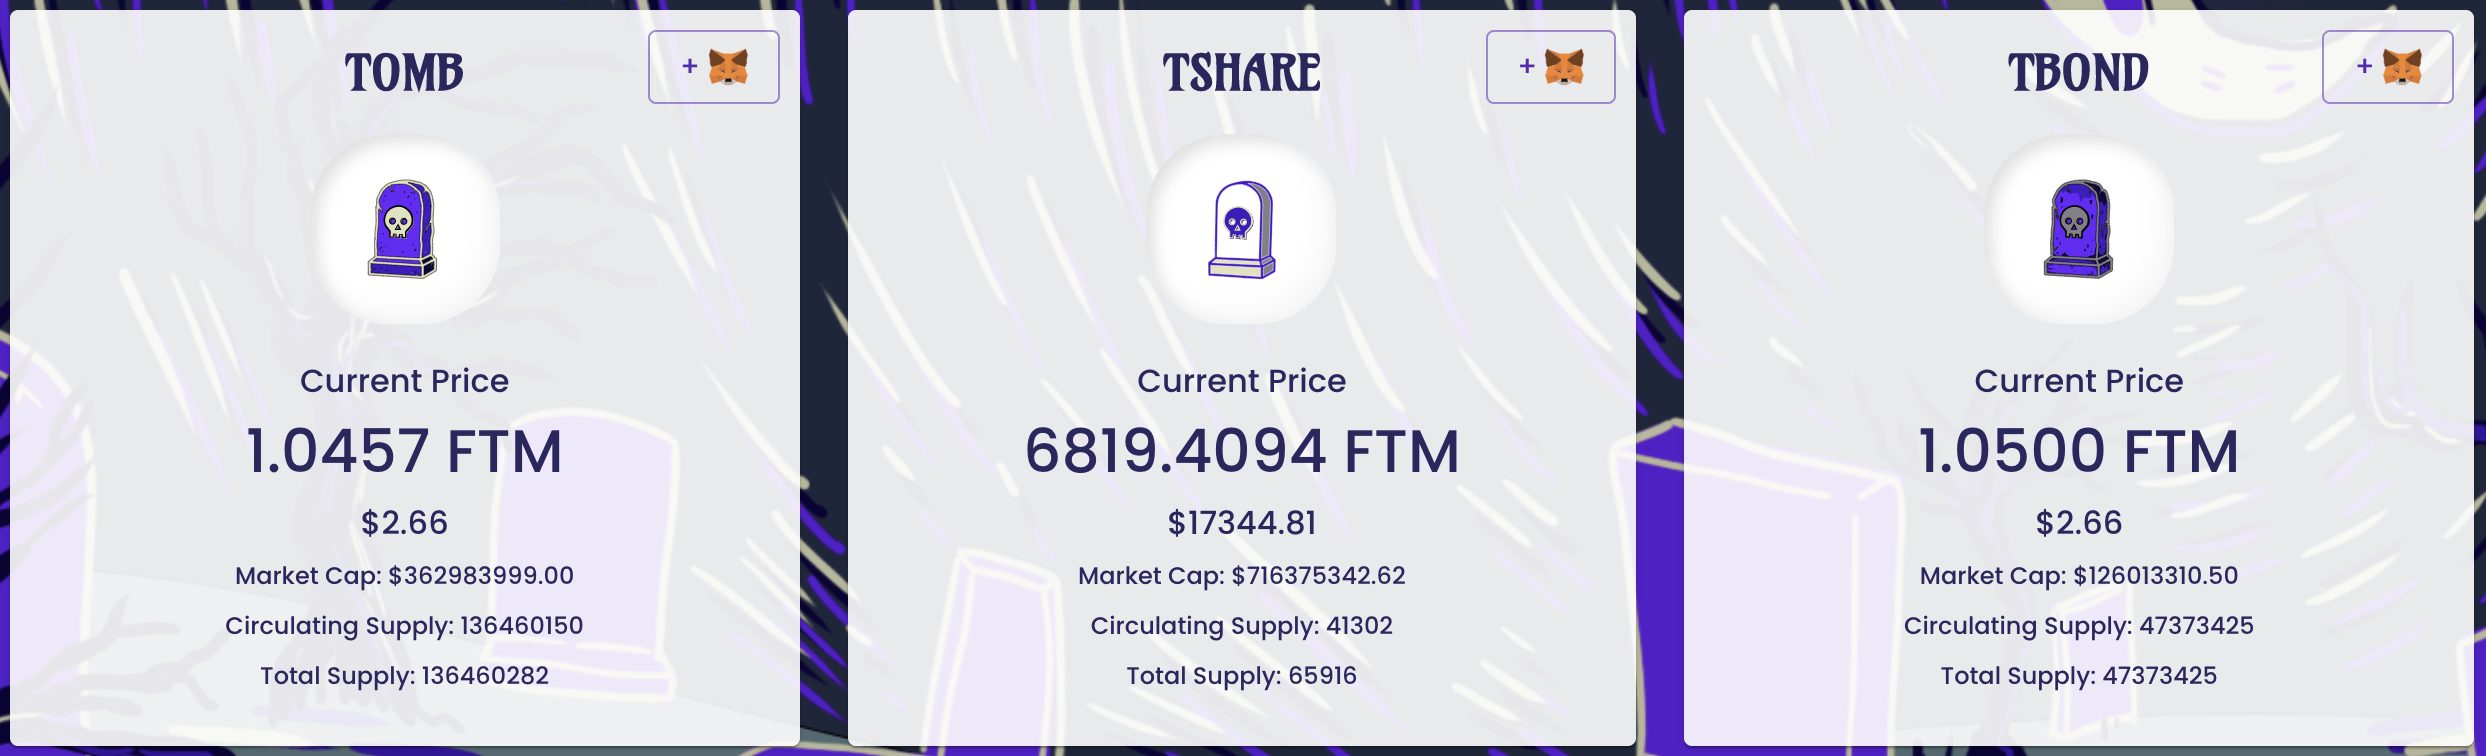 TOMB
+
Current Price
1.0457 FTM
$2.66
Market Cap: $362983999.00
Circulating Supply: 136460150
Total Supply: 136460282
TSHARE
+
Current Price
6819.4094 FTM
$17344.81
Market Cap: $716375342.62
Circulating Supply: 41302
Total Supply: 65916
TBOND
+
Current Price
1.0500 FTM
$2.66
Market Cap: $126013310.50
Circulating Supply: 47373425
Total Supply: 47373425